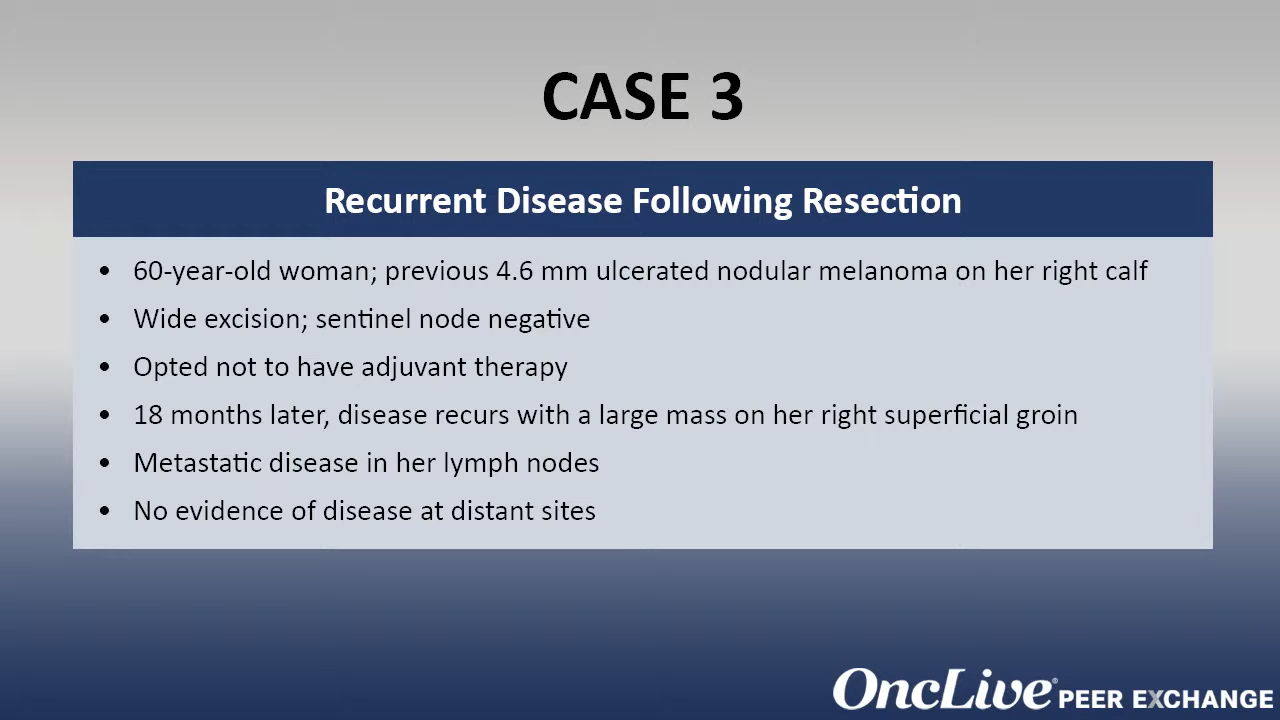 CASE 3
Recurrent Disease Following Resection
• 60-year-old woman; previous 4.6 mm ulcerated nodular melanoma on her right calf
• Wide excision; sentinel node negative
• Opted not to have adjuvant therapy
• 18 months later, disease recurs with a large mass on her right superficial groin
• Metastatic disease in her lymph nodes
• No evidence of disease at distant sites
OncLive® PEER EXCHANGE